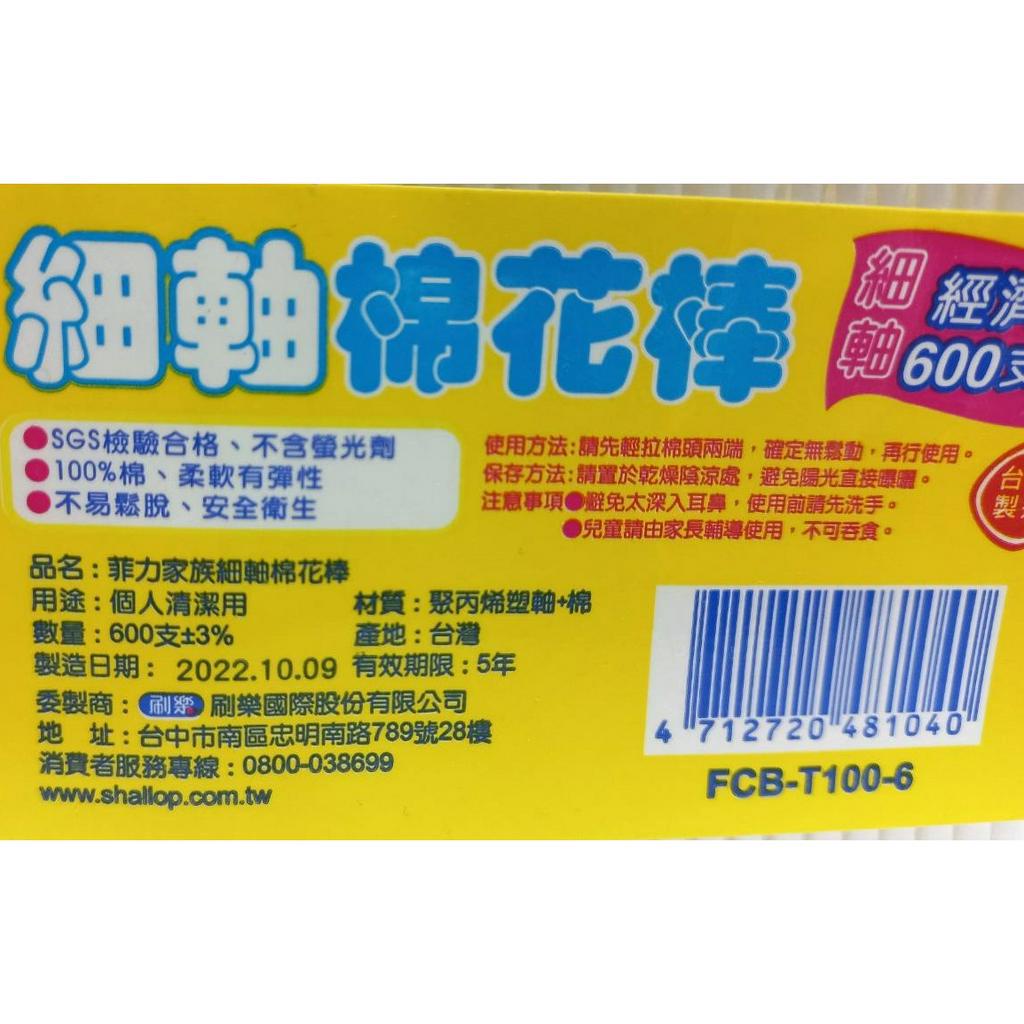 細軸棉花棒
細軸
經濟
600支
●SGS檢驗合格、不含螢光劑
●100%棉、柔軟有彈性
●不易鬆脫、安全衛生
使用方法:請先輕拉棉頭兩端，確定無鬆動，再行使用。
保存方法:請置於乾燥陰涼處，避免陽光直接曝曬。
注意事項●避免太深入耳鼻，使用前請先洗手。
●兒童請由家長輔導使用，不可吞食。
台
製
品名：菲力家族細軸棉花棒
用途：個人清潔用 材質：聚丙烯塑軸+棉
數量：600支±3% 產地：台灣
製造日期： 2022.10.09 有效期限：5年
委製商：刷樂 刷樂國際股份有限公司
地 址：台中市南區忠明南路789號28樓
消費者服務專線：0800-038699
www.shallop.com.tw
4 712720 481040
FCB-T100-6